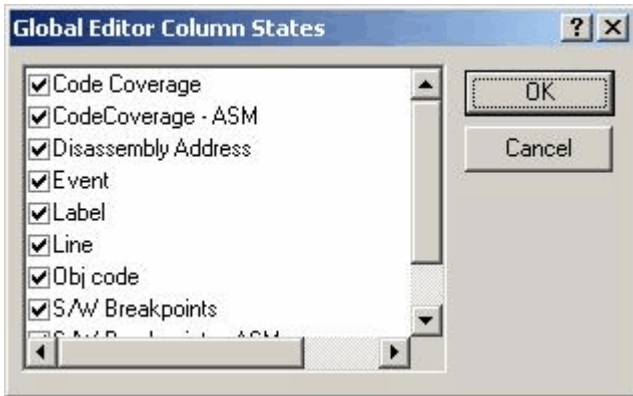 Global Editor Column States
Code Coverage
CodeCoverage - ASM
Disassembly Address
Event
Label
Line
Obj code
S/W Breakpoints
OK
Cancel